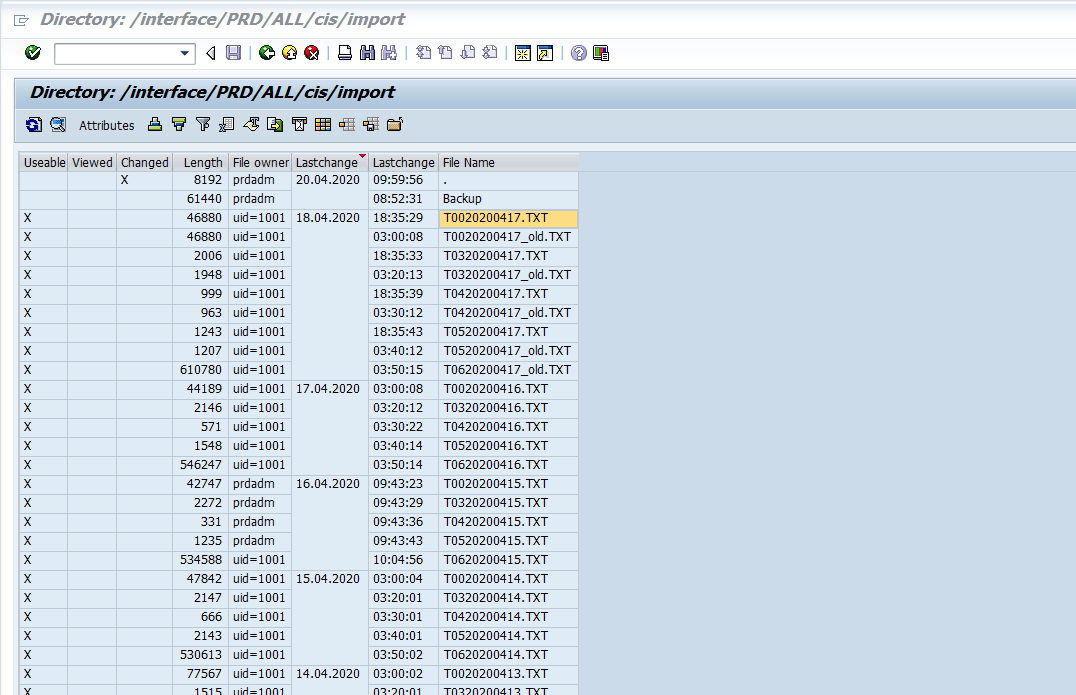 Directory: /interface/PRD/ALL/cis/import
Directory: /interface/PRD/ALL/cis/import
Attributes
Useable Viewed Changed Length File owner Lastchange Lastchange File Name
X 8192 prdadm 20.04.2020 09:59:56 .
61440 prdadm 08:52:31 Backup
X 46880 uid=1001 18.04.2020 18:35:29 T0020200417.TXT
X 46880 uid=1001 03:00:08 T0020200417_old.TXT
X 2006 uid=1001 18:35:33 T0320200417.TXT
X 1948 uid=1001 03:20:13 T0320200417_old.TXT
X 999 uid=1001 18:35:39 T0420200417.TXT
X 963 uid=1001 03:30:12 T0420200417_old.TXT
X 1243 uid=1001 18:35:43 T0520200417.TXT
X 1207 uid=1001 03:40:12 T0520200417_old.TXT
X 610780 uid=1001 03:50:15 T0620200417_old.TXT
X 44189 uid=1001 17.04.2020 03:00:08 T0020200416.TXT
X 2146 uid=1001 03:20:12 T0320200416.TXT
X 571 uid=1001 03:30:22 T0420200416.TXT
X 1548 uid=1001 03:40:14 T0520200416.TXT
X 546247 uid=1001 03:50:14 T0620200416.TXT
X 42747 prdadm 16.04.2020 09:43:23 T0020200415.TXT
X 2272 prdadm 09:43:29 T0320200415.TXT
X 331 prdadm 09:43:36 T0420200415.TXT
X 1235 prdadm 09:43:43 T0520200415.TXT
X 534588 uid=1001 10:04:56 T0620200415.TXT
X 47842 uid=1001 15.04.2020 03:00:04 T0020200414.TXT
X 2147 uid=1001 03:20:01 T0320200414.TXT
X 666 uid=1001 03:30:01 T0420200414.TXT
X 2143 uid=1001 03:40:01 T0520200414.TXT
X 530613 uid=1001 03:50:02 T0620200414.TXT
X 77567 uid=1001 14.04.2020 03:00:02 T0020200413.TXT
X 1515 uid=1001 03:20:01 T0320200413.TXT